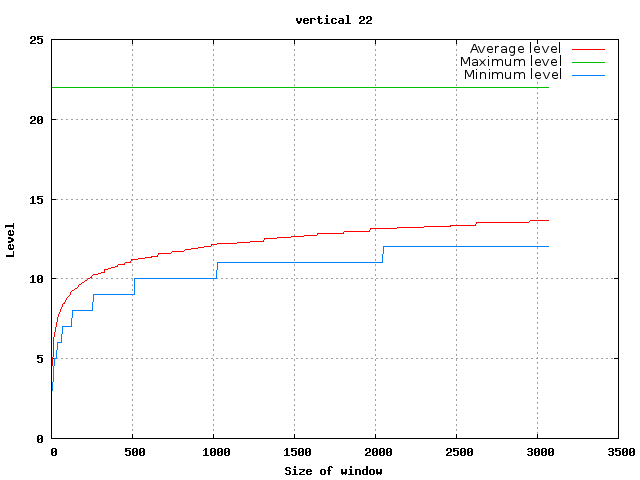 vertical 22
25
20
15
10
5
0
Level
Average level
Maximum level
Minimum level
0 500 1000 1500 2000 2500 3000 3500
Size of window